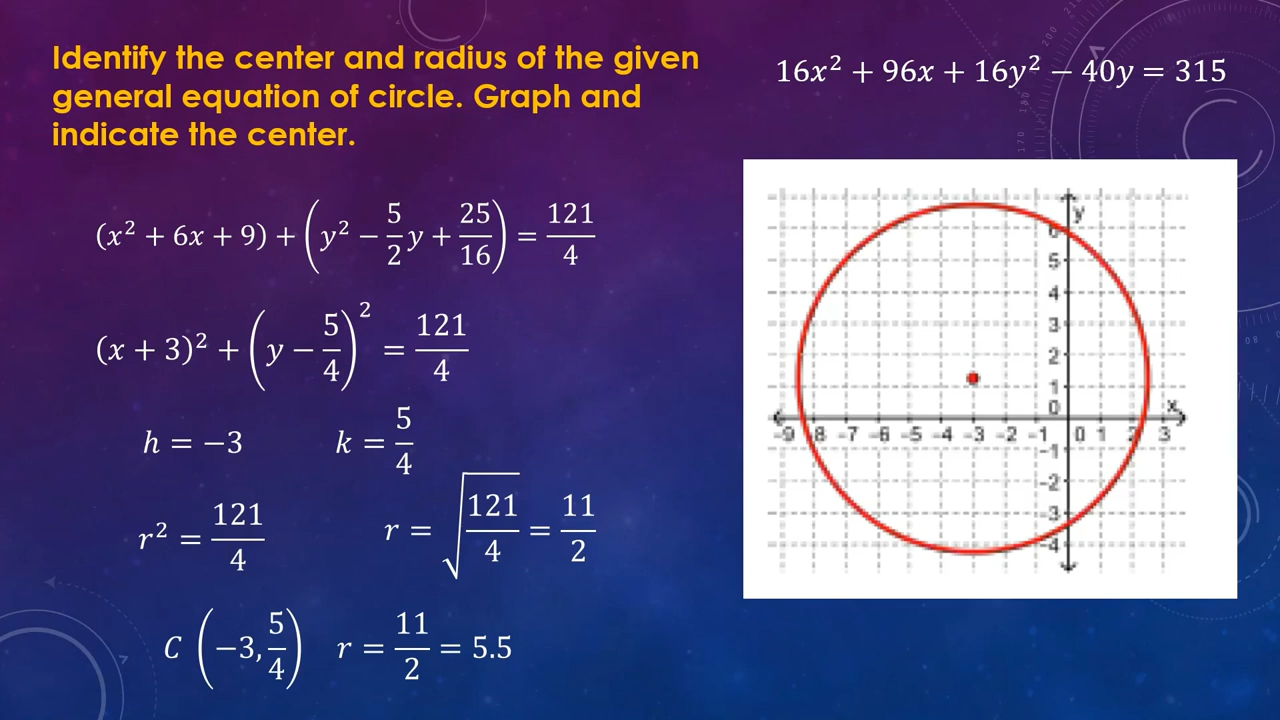 Identify the center and radius of the given
general equation of circle. Graph and
indicate the center.
16x² + 96x + 16y² − 40y = 315
(x² + 6x + 9) + (y² − 5/2 y + 25/16) = 121/4
(x + 3)² + (y − 5/4)² = 121/4
h = −3 k = 5/4
r² = 121/4 r = √(121/4) = 11/2
C (−3, 5/4) r = 11/2 = 5.5
y
6
5
4
3
2
1
0
x
-9 8 -7 -6 -5 -4 -3 -2 -1 0 1 2 3
-1
-2
-3
-4
200
180
170